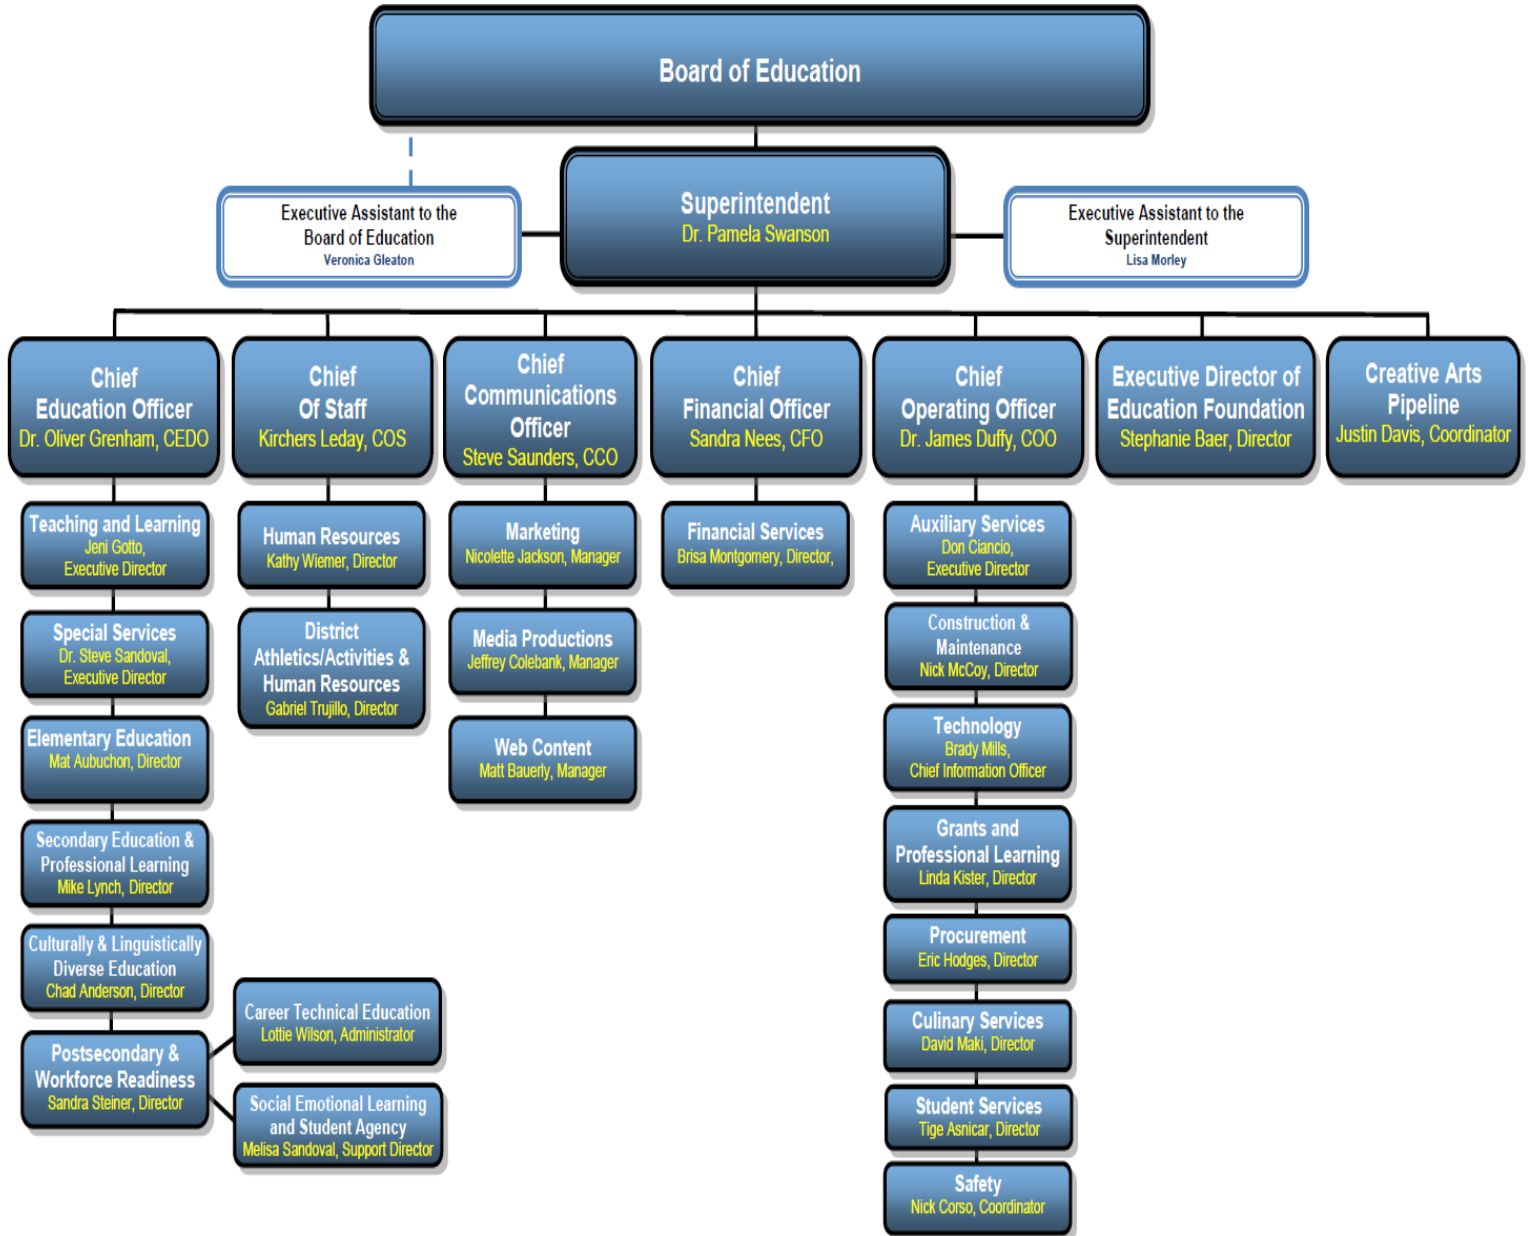 Board of Education
Superintendent
Dr. Pamela Swanson
Executive Assistant to the
Board of Education
Veronica Gleaton
Executive Assistant to the
Superintendent
Lisa Morley
Chief
Education Officer
Dr. Oliver Grenham, CEDO
Chief
Of Staff
Kirchers Leday, COS
Chief
Communications
Officer
Steve Saunders, CCO
Chief
Financial Officer
Sandra Nees, CFO
Chief
Operating Officer
Dr. James Duffy, COO
Executive Director of
Education Foundation
Stephanie Baer, Director
Creative Arts
Pipeline
Justin Davis, Coordinator
Teaching and Learning
Jeni Gotto,
Executive Director
Special Services
Dr. Steve Sandoval,
Executive Director
Elementary Education
Mat Aubuchon, Director
Secondary Education &
Professional Learning
Mike Lynch, Director
Culturally & Linguistically
Diverse Education
Chad Anderson, Director
Postsecondary &
Workforce Readiness
Sandra Steiner, Director
Career Technical Education
Lottie Wilson, Administrator
Social Emotional Learning
and Student Agency
Melisa Sandoval, Support Director
Human Resources
Kathy Wiemer, Director
District
Athletics/Activities &
Human Resources
Gabriel Trujillo, Director
Marketing
Nicolette Jackson, Manager
Media Productions
Jeffrey Colebank, Manager
Web Content
Matt Bauerly, Manager
Financial Services
Brisa Montgomery, Director,
Auxiliary Services
Don Ciancio,
Executive Director
Construction &
Maintenance
Nick McCoy, Director
Technology
Brady Mills,
Chief Information Officer
Grants and
Professional Learning
Linda Kister, Director
Procurement
Eric Hodges, Director
Culinary Services
David Maki, Director
Student Services
Tige Asnicar, Director
Safety
Nick Corso, Coordinator